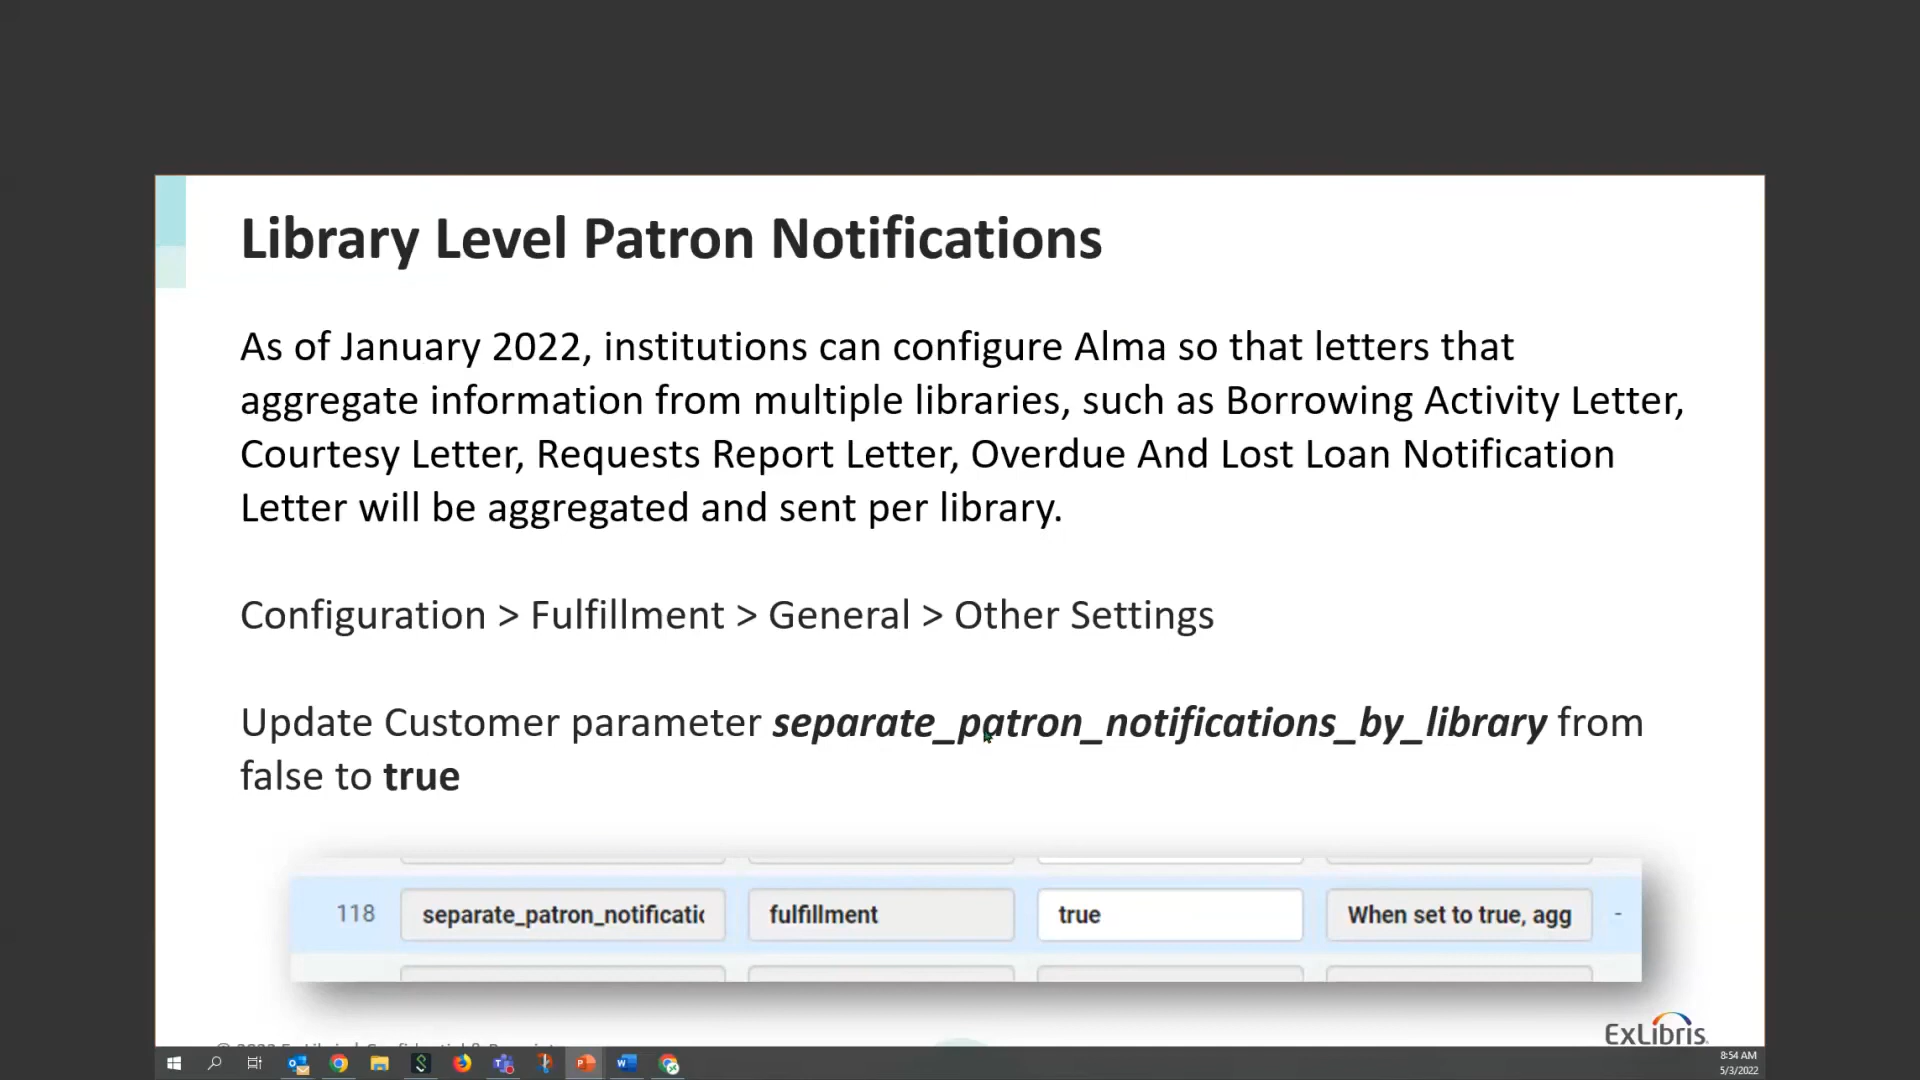 Library Level Patron Notifications
As of January 2022, institutions can configure Alma so that letters that
aggregate information from multiple libraries, such as Borrowing Activity Letter,
Courtesy Letter, Requests Report Letter, Overdue And Lost Loan Notification
Letter will be aggregated and sent per library.
Configuration > Fulfillment > General > Other Settings
Update Customer parameter separate_patron_notifications_by_library from
false to true
118 separate_patron_notificatic fulfillment true When set to true, agg -
ExLibris
8:54 AM
5/3/2022